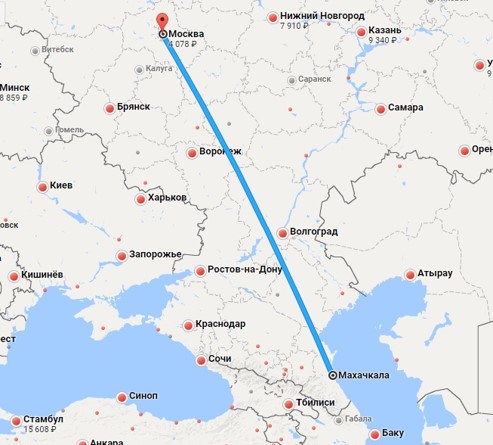 Нижний Новгород
7 910 ₽
Москва
4 078 ₽
Казань
9 340 ₽
Витебск
Калуга
Саранск
Минск
8 859 ₽
Брянск
Самара
Гомель
Воронеж
Орен
Киев
Харьков
овск
Волгоград
Запорожье
Ростов-на-Дону
Атырау
Кишинёв
Краснодар
ест
Сочи
Махачкала
Синоп
Тбилиси
Габала
Стамбул
15 608 ₽
Баку
Анкара